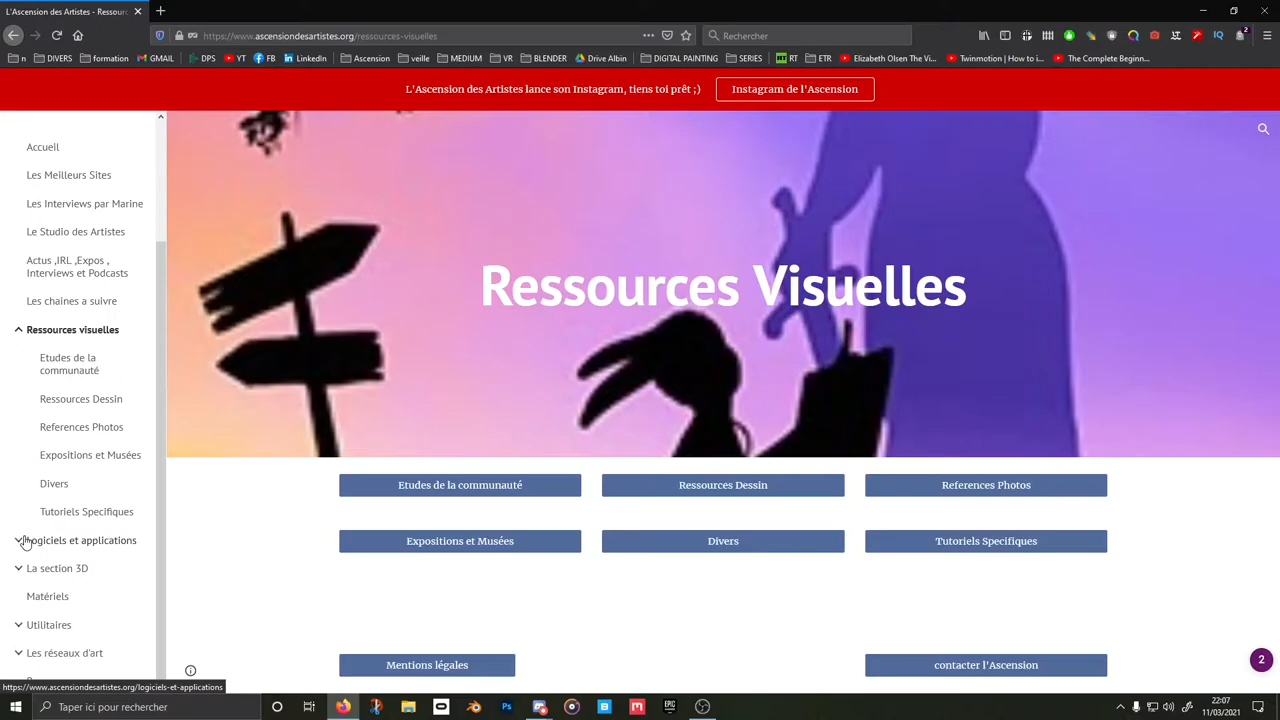 L'Ascension des Artistes - Ressourc
https://www.ascensiondesartistes.org/ressources-visuelles
Rechercher
n
DIVERS
formation
GMAIL
DPS
YT
FB
LinkedIn
Ascension
veille
MEDIUM
VR
BLENDER
Drive Albin
DIGITAL PAINTING
SERIES
RT
ETR
Elizabeth Olsen The Vi...
Twinmotion | How to i...
The Complete Beginn...
L'Ascension des Artistes lance son Instagram, tiens toi prêt ;)
Instagram de l'Ascension
Accueil
Les Meilleurs Sites
Les Interviews par Marine
Le Studio des Artistes
Actus ,IRL ,Expos ,
Interviews et Podcasts
Les chaines a suivre
Ressources visuelles
Etudes de la
communauté
Ressources Dessin
References Photos
Expositions et Musées
Divers
Tutoriels Specifiques
Logiciels et applications
La section 3D
Matériels
Utilitaires
Les réseaux d'art
Ressources Visuelles
Etudes de la communauté
Ressources Dessin
References Photos
Expositions et Musées
Divers
Tutoriels Specifiques
Mentions légales
contacter l'Ascension
2
https://www.ascensiondesartistes.org/logiciels-et-applications
Taper ici pour rechercher
22:07
11/03/2021